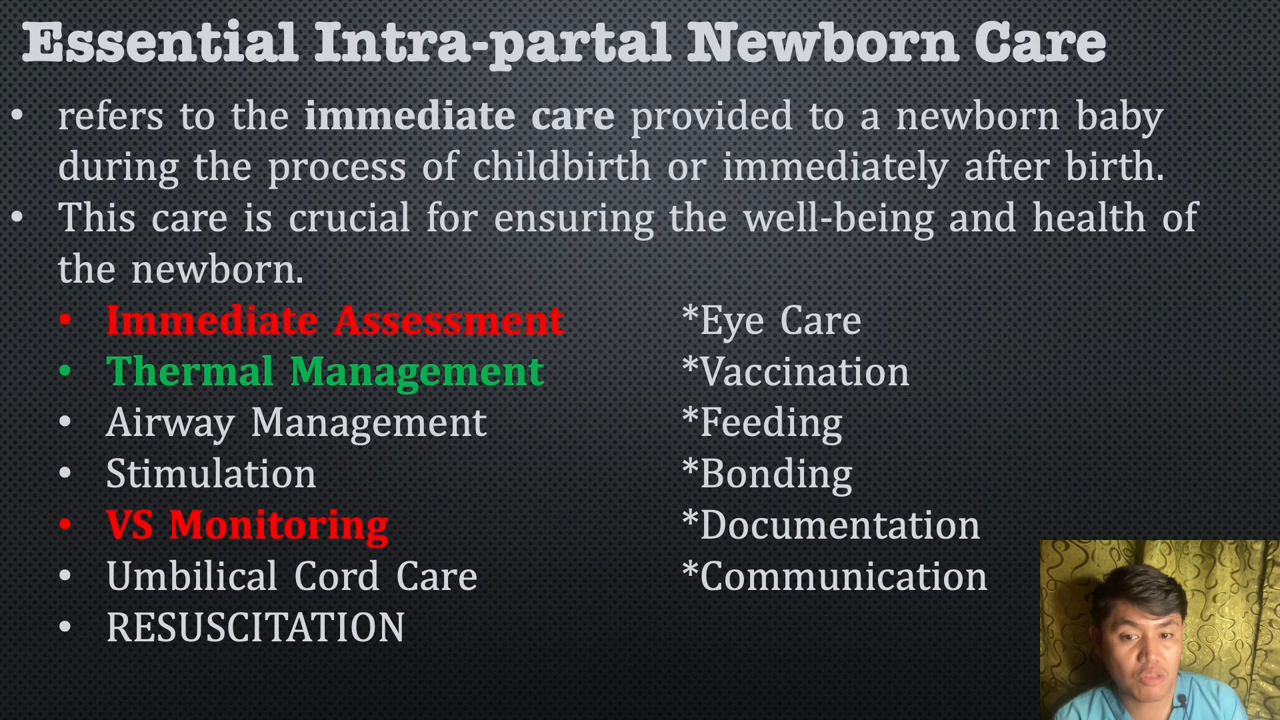 Essential Intra-partal Newborn Care
• refers to the immediate care provided to a newborn baby
during the process of childbirth or immediately after birth.
• This care is crucial for ensuring the well-being and health of
the newborn.
• Immediate Assessment *Eye Care
• Thermal Management *Vaccination
• Airway Management *Feeding
• Stimulation *Bonding
• VS Monitoring *Documentation
• Umbilical Cord Care *Communication
• RESUSCITATION